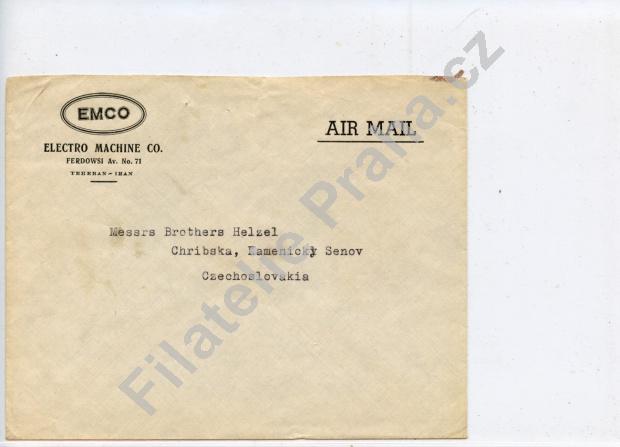 EMCO
ELECTRO MACHINE CO.
FERDOWSI Av. No. 71
TEHERAN - IRAN
AIR MAIL
Messrs Brothers Helzel
Chribska, Kamenicky Senov
Czechoslovakia
Filatelie Praha.cz